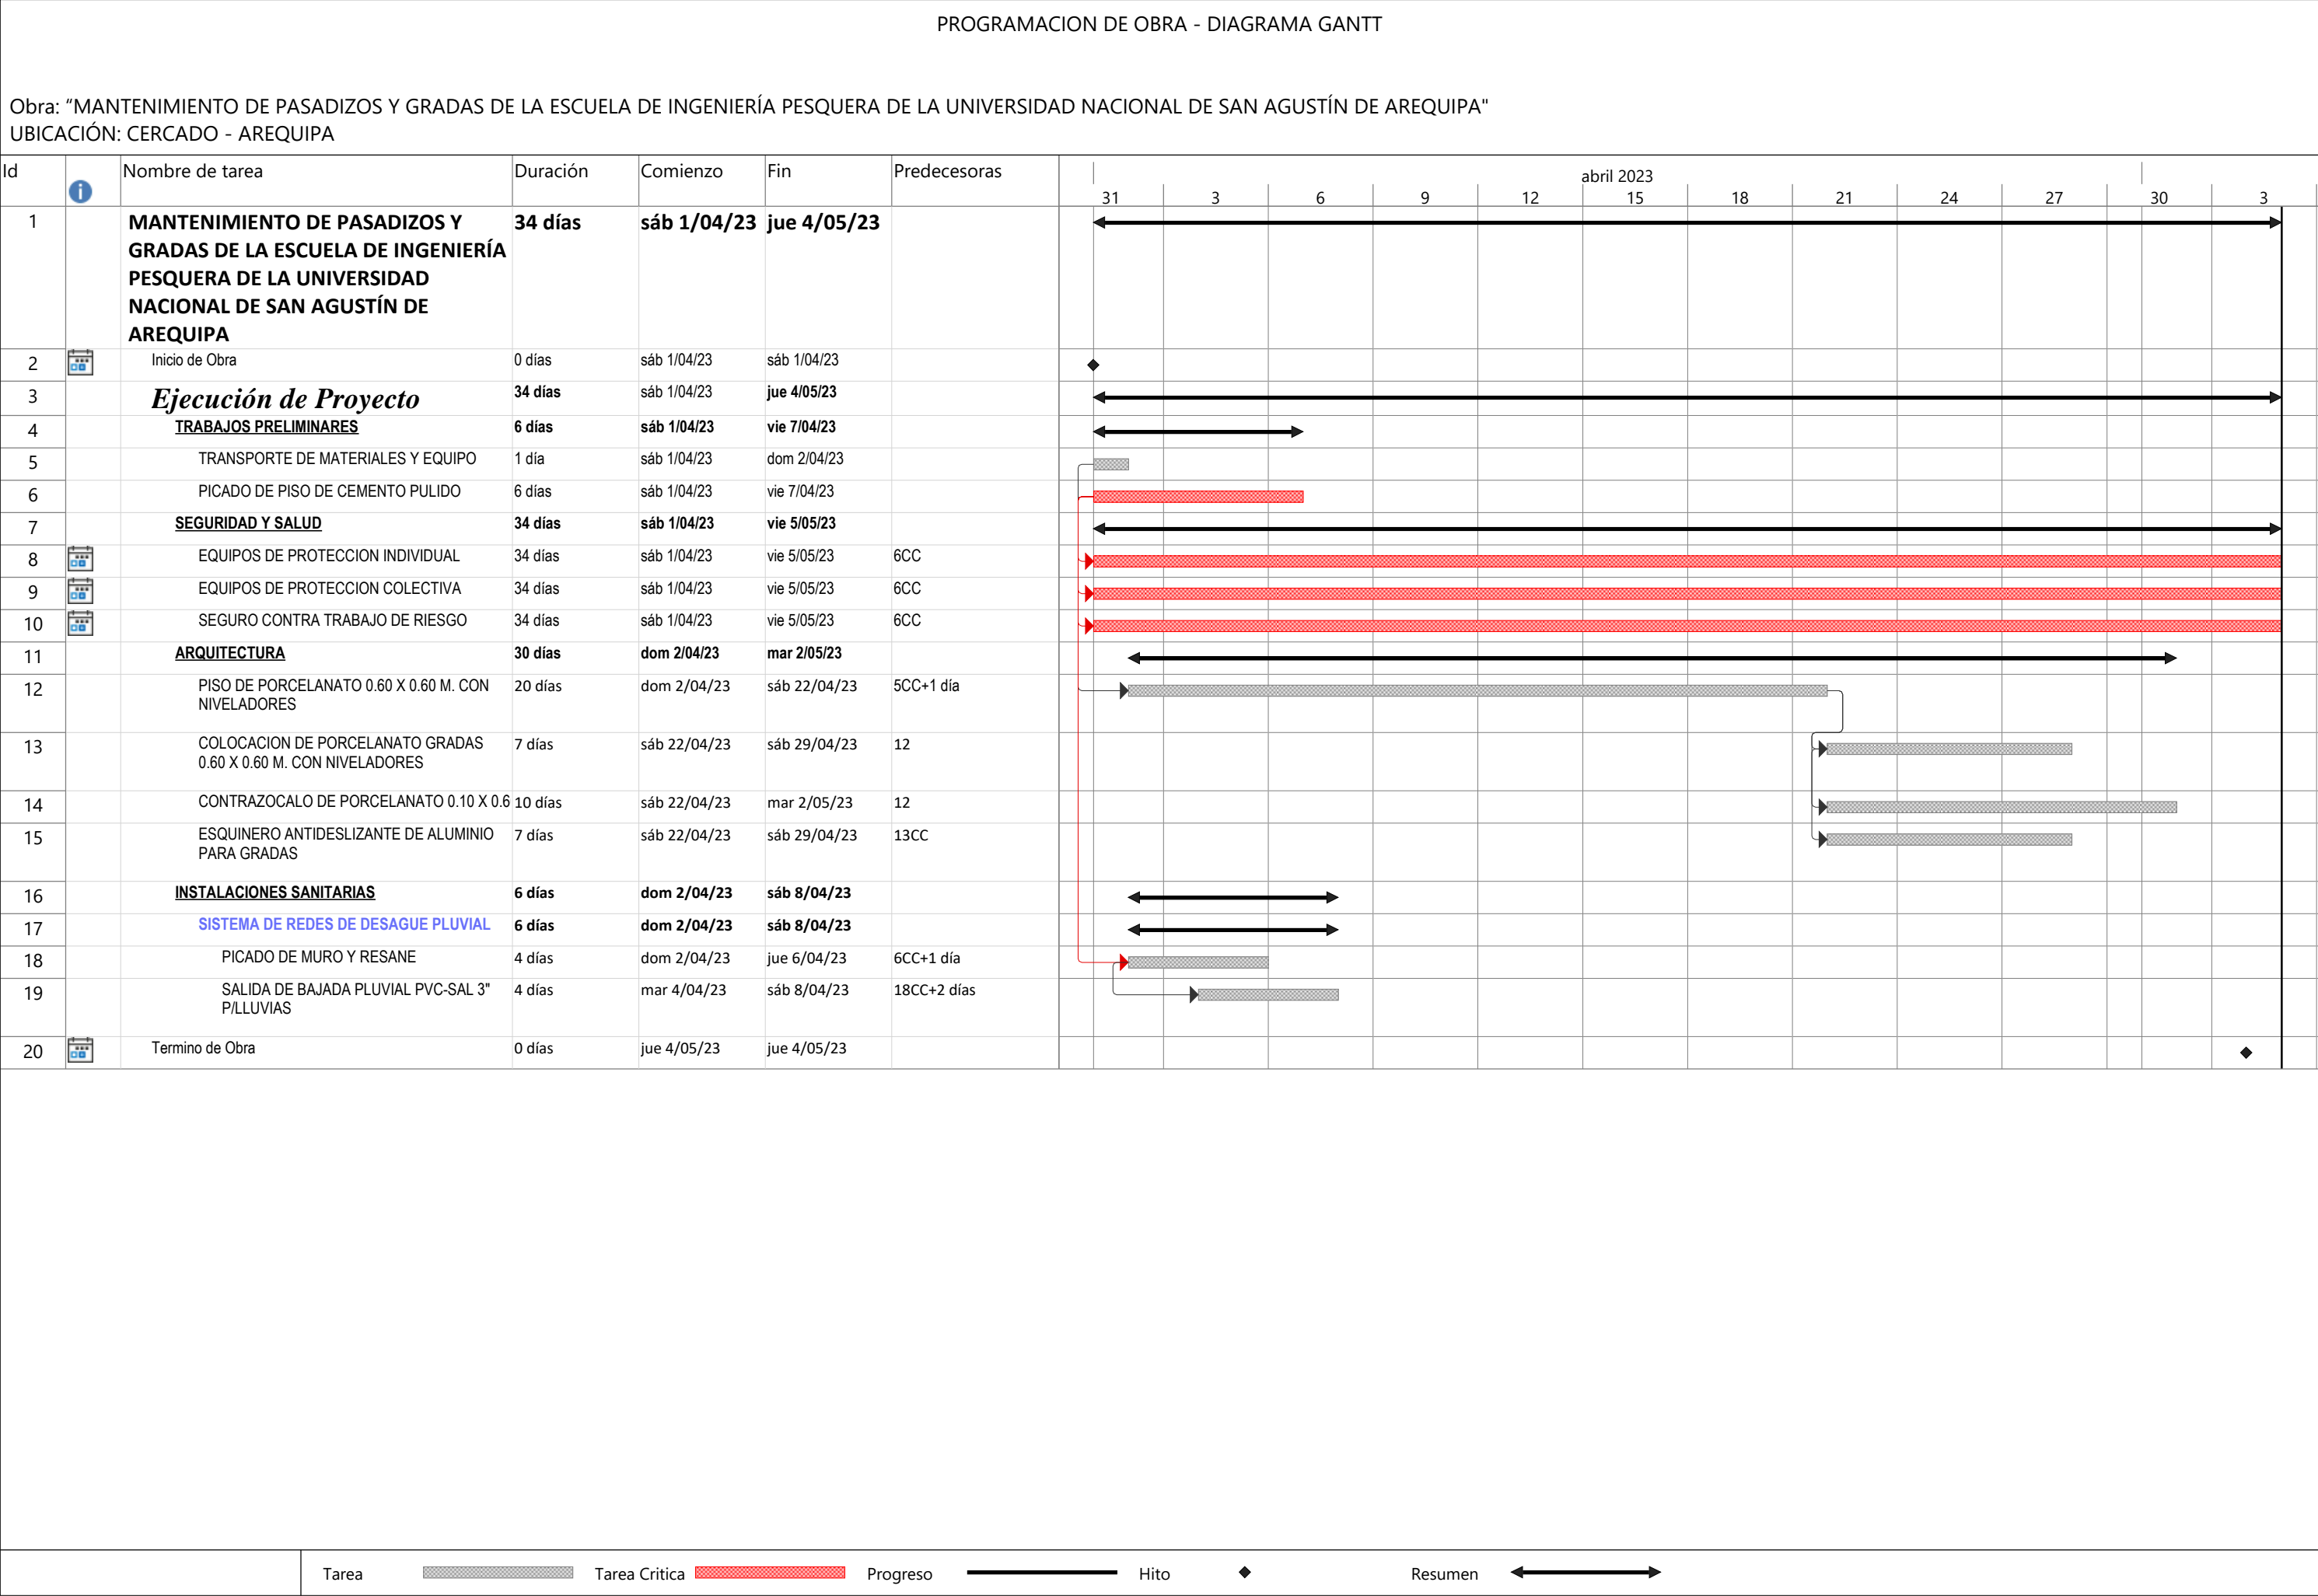 PROGRAMACION DE OBRA - DIAGRAMA GANTT
Obra: “MANTENIMIENTO DE PASADIZOS Y GRADAS DE LA ESCUELA DE INGENIERÍA PESQUERA DE LA UNIVERSIDAD NACIONAL DE SAN AGUSTÍN DE AREQUIPA"
UBICACIÓN: CERCADO - AREQUIPA
Id Nombre de tarea Duración Comienzo Fin Predecesoras
abril 2023
31 3 6 9 12 15 18 21 24 27 30 3
1 MANTENIMIENTO DE PASADIZOS Y 34 días sáb 1/04/23 jue 4/05/23
GRADAS DE LA ESCUELA DE INGENIERÍA
PESQUERA DE LA UNIVERSIDAD
NACIONAL DE SAN AGUSTÍN DE
AREQUIPA
2 Inicio de Obra 0 días sáb 1/04/23 sáb 1/04/23
3 Ejecución de Proyecto 34 días sáb 1/04/23 jue 4/05/23
4 TRABAJOS PRELIMINARES 6 días sáb 1/04/23 vie 7/04/23
5 TRANSPORTE DE MATERIALES Y EQUIPO 1 día sáb 1/04/23 dom 2/04/23
6 PICADO DE PISO DE CEMENTO PULIDO 6 días sáb 1/04/23 vie 7/04/23
7 SEGURIDAD Y SALUD 34 días sáb 1/04/23 vie 5/05/23
8 EQUIPOS DE PROTECCION INDIVIDUAL 34 días sáb 1/04/23 vie 5/05/23 6CC
9 EQUIPOS DE PROTECCION COLECTIVA 34 días sáb 1/04/23 vie 5/05/23 6CC
10 SEGURO CONTRA TRABAJO DE RIESGO 34 días sáb 1/04/23 vie 5/05/23 6CC
11 ARQUITECTURA 30 días dom 2/04/23 mar 2/05/23
12 PISO DE PORCELANATO 0.60 X 0.60 M. CON 20 días dom 2/04/23 sáb 22/04/23 5CC+1 día
NIVELADORES
13 COLOCACION DE PORCELANATO GRADAS 7 días sáb 22/04/23 sáb 29/04/23 12
0.60 X 0.60 M. CON NIVELADORES
14 CONTRAZOCALO DE PORCELANATO 0.10 X 0.6 10 días sáb 22/04/23 mar 2/05/23 12
15 ESQUINERO ANTIDESLIZANTE DE ALUMINIO 7 días sáb 22/04/23 sáb 29/04/23 13CC
PARA GRADAS
16 INSTALACIONES SANITARIAS 6 días dom 2/04/23 sáb 8/04/23
17 SISTEMA DE REDES DE DESAGUE PLUVIAL 6 días dom 2/04/23 sáb 8/04/23
18 PICADO DE MURO Y RESANE 4 días dom 2/04/23 jue 6/04/23 6CC+1 día
19 SALIDA DE BAJADA PLUVIAL PVC-SAL 3" 4 días mar 4/04/23 sáb 8/04/23 18CC+2 días
P/LLUVIAS
20 Termino de Obra 0 días jue 4/05/23 jue 4/05/23
Tarea Tarea Critica Progreso Hito Resumen